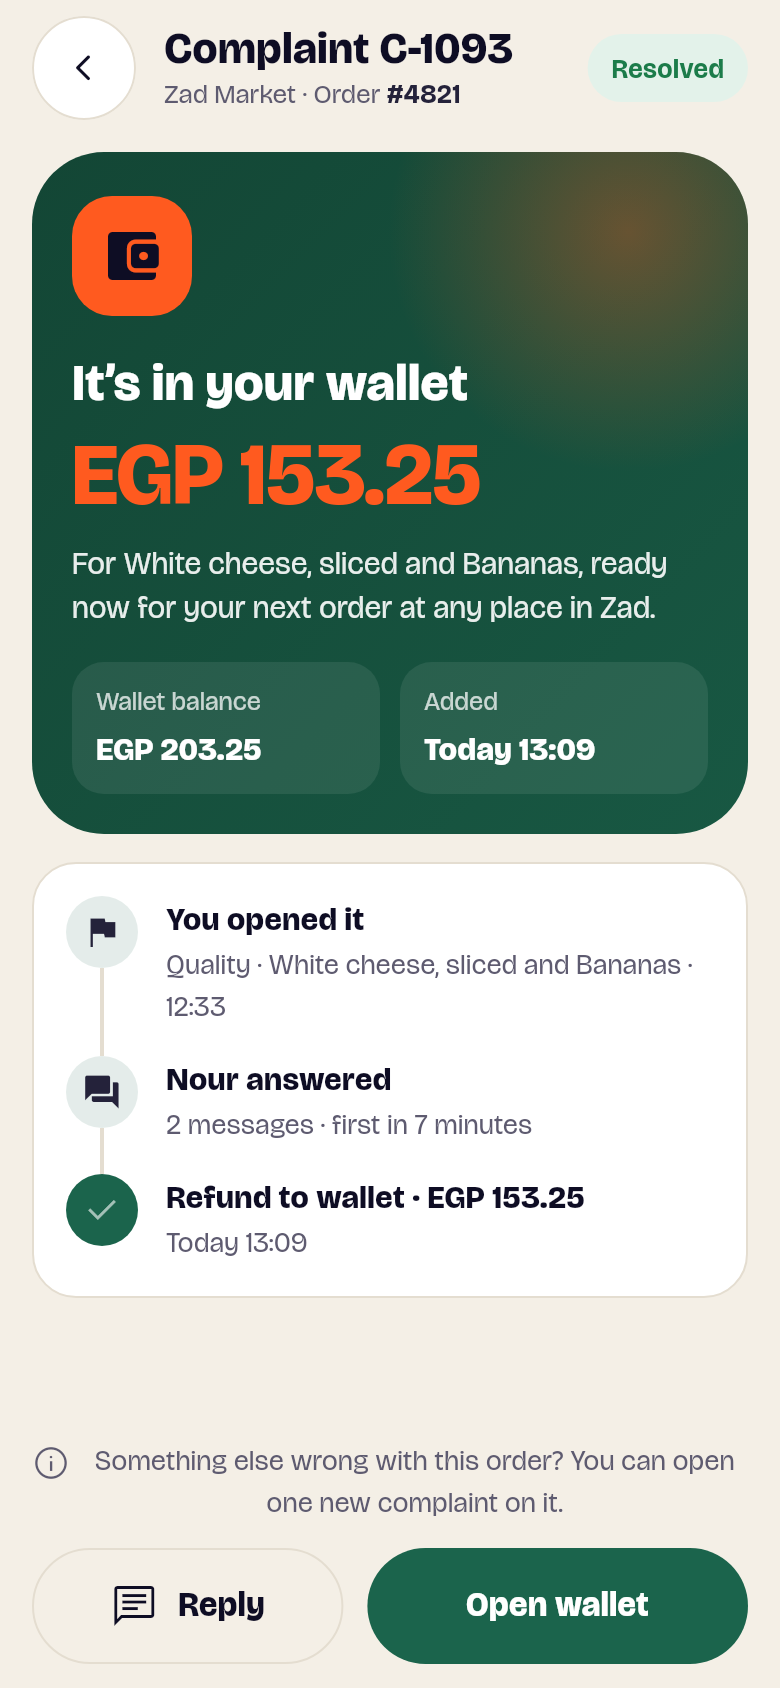 Complaint C-1093
Zad Market · Order #4821
Resolved
It's in your wallet
EGP 153.25
For White cheese, sliced and Bananas, ready
now for your next order at any place in Zad.
Wallet balance
EGP 203.25
Added
Today 13:09
You opened it
Quality · White cheese, sliced and Bananas ·
12:33
Nour answered
2 messages · first in 7 minutes
Refund to wallet · EGP 153.25
Today 13:09
Something else wrong with this order? You can open
one new complaint on it.
Reply
Open wallet